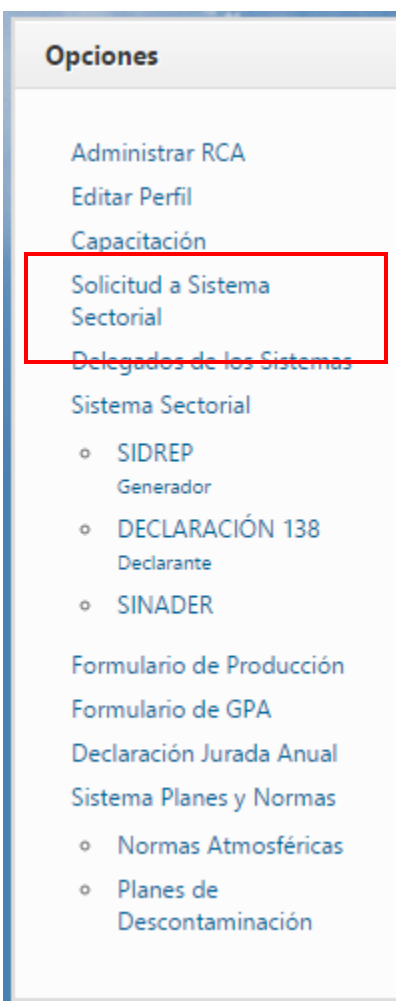 Opciones
Administrar RCA
Editar Perfil
Capacitación
Solicitud a Sistema
Sectorial
Delegados de los Sistemas
Sistema Sectorial
SIDREP
Generador
DECLARACIÓN 138
Declarante
SINADER
Formulario de Producción
Formulario de GPA
Declaración Jurada Anual
Sistema Planes y Normas
Normas Atmosféricas
Planes de
Descontaminación